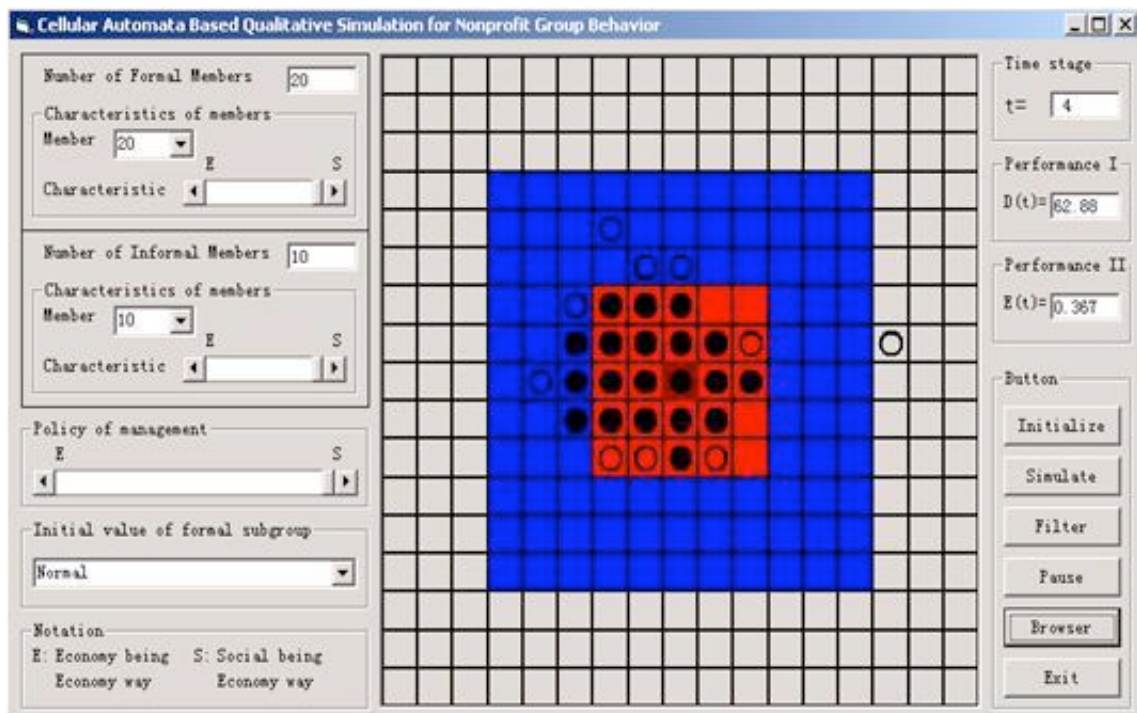 Cellular Automata Based Qualitative Simulation for Nonprofit Group Behavior
Number of Formal Members 20
Characteristics of members
Member 20
E S
Characteristic
Number of Informal Members 10
Characteristics of members
Member 10
E S
Characteristic
Policy of management
E S
Initial value of formal subgroup
Normal
Notation
E: Economy being S: Social being
Economy way Economy way
Time stage
t= 4
Performance I
D(t)= 62.88
Performance II
E(t)= 0.367
Button
Initialize
Simulate
Filter
Pause
Browser
Exit